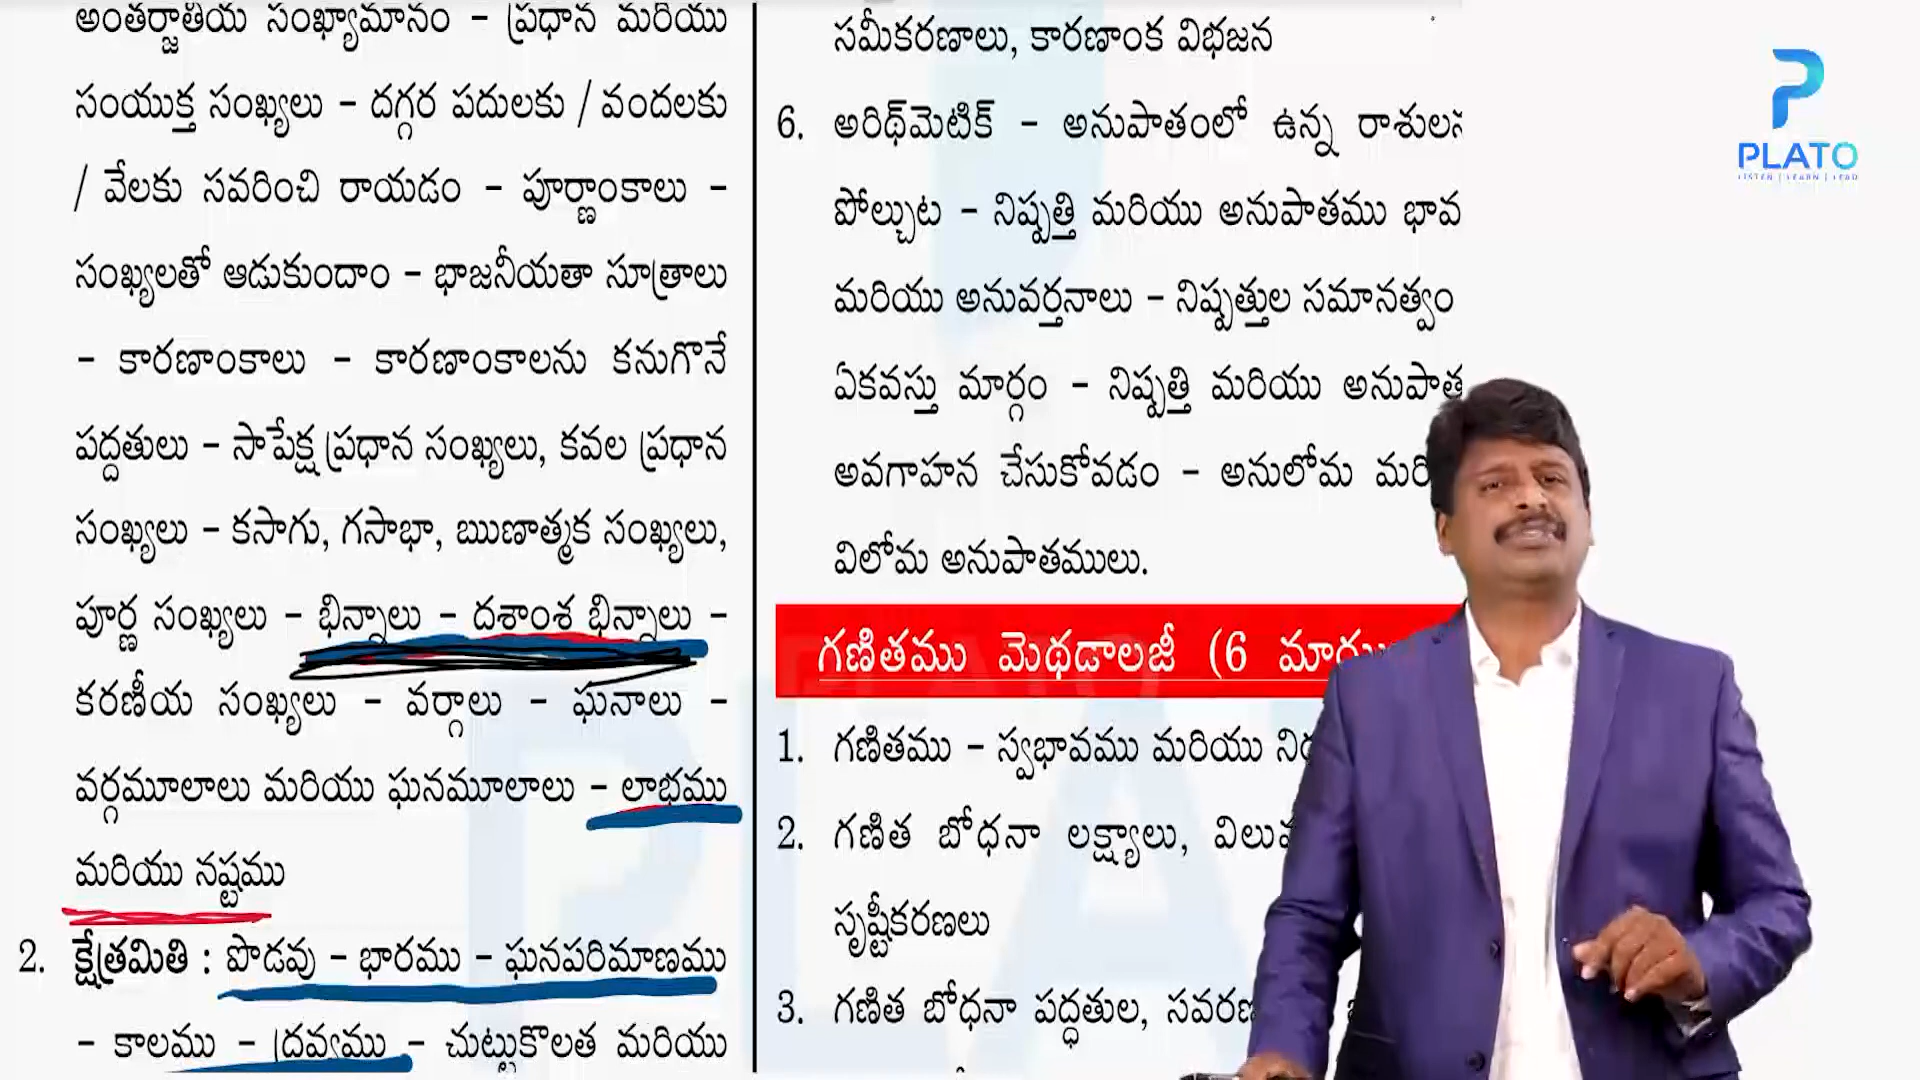 అంతర్జాతీయ సంఖ్యామానం - ప్రధాన మరియు
సంయుక్త సంఖ్యలు - దగ్గర పదులకు / వందలకు
/ వేలకు సవరించి రాయడం - పూర్ణాంకాలు -
సంఖ్యలతో ఆడుకుందాం - భాజనీయతా సూత్రాలు
- కారణాంకాలు - కారణాంకాలను కనుగొనే
పద్దతులు - సాపేక్ష ప్రధాన సంఖ్యలు, కవల ప్రధాన
సంఖ్యలు - కసాగు, గసాభా, ఋణాత్మక సంఖ్యలు,
పూర్ణ సంఖ్యలు - భిన్నాలు - దశాంశ భిన్నాలు -
కరణీయ సంఖ్యలు - వర్గాలు - ఘనాలు -
వర్గమూలాలు మరియు ఘనమూలాలు - లాభము
మరియు నష్టము
2. క్షేత్రమితి : పొడవు - భారము - ఘనపరిమాణము
- కాలము - ద్రవ్యము - చుట్టుకొలత మరియు
సమీకరణాలు, కారణాంక విభజన
6. అరిథ్‌మెటిక్ - అనుపాతంలో ఉన్న
పోల్చుట - నిష్పత్తి మరియు అనుపాతము
మరియు అనువర్తనాలు - నిష్పత్తుల సమానత్వం
ఏకవస్తు మార్గం - నిష్పత్తి మరియు
అవగాహన చేసుకోవడం - అనులోమ
విలోమ అనుపాతములు.
గణితము మెథడాలజీ (6
1. గణితము - స్వభావము మరియు
2. గణిత బోధనా లక్ష్యాలు,
సృష్టీకరణలు
3. గణిత బోధనా పద్ధతుల,
PLATO
LISTEN | LEARN | LEAD